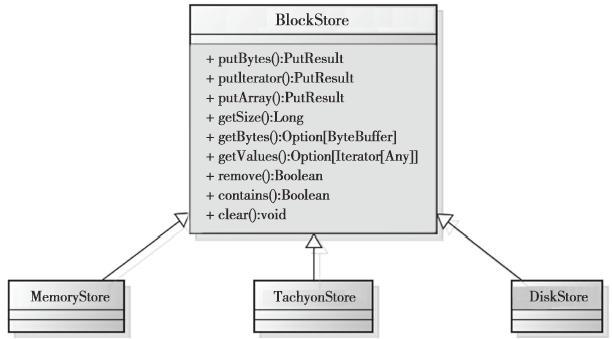 BlockStore
+ putBytes():PutResult
+ putIterator():PutResult
+ putArray():PutResult
+ getSize():Long
+ getBytes():Option[ByteBuffer]
+ getValues():Option[Iterator[Any]]
+ remove():Boolean
+ contains():Boolean
+ clear():void
MemoryStore
TachyonStore
DiskStore